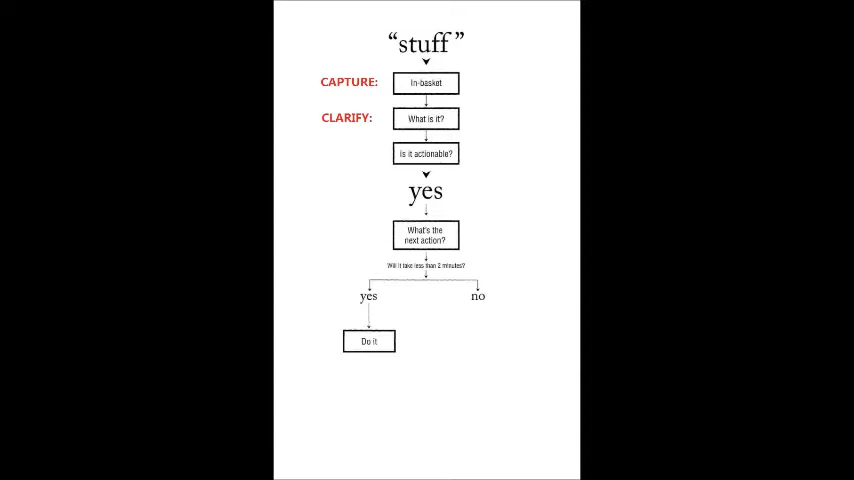 “stuff”
CAPTURE:
In-basket
CLARIFY:
What is it?
Is it actionable?
yes
What's the
next action?
Will it take less than 2 minutes?
yes
no
Do it